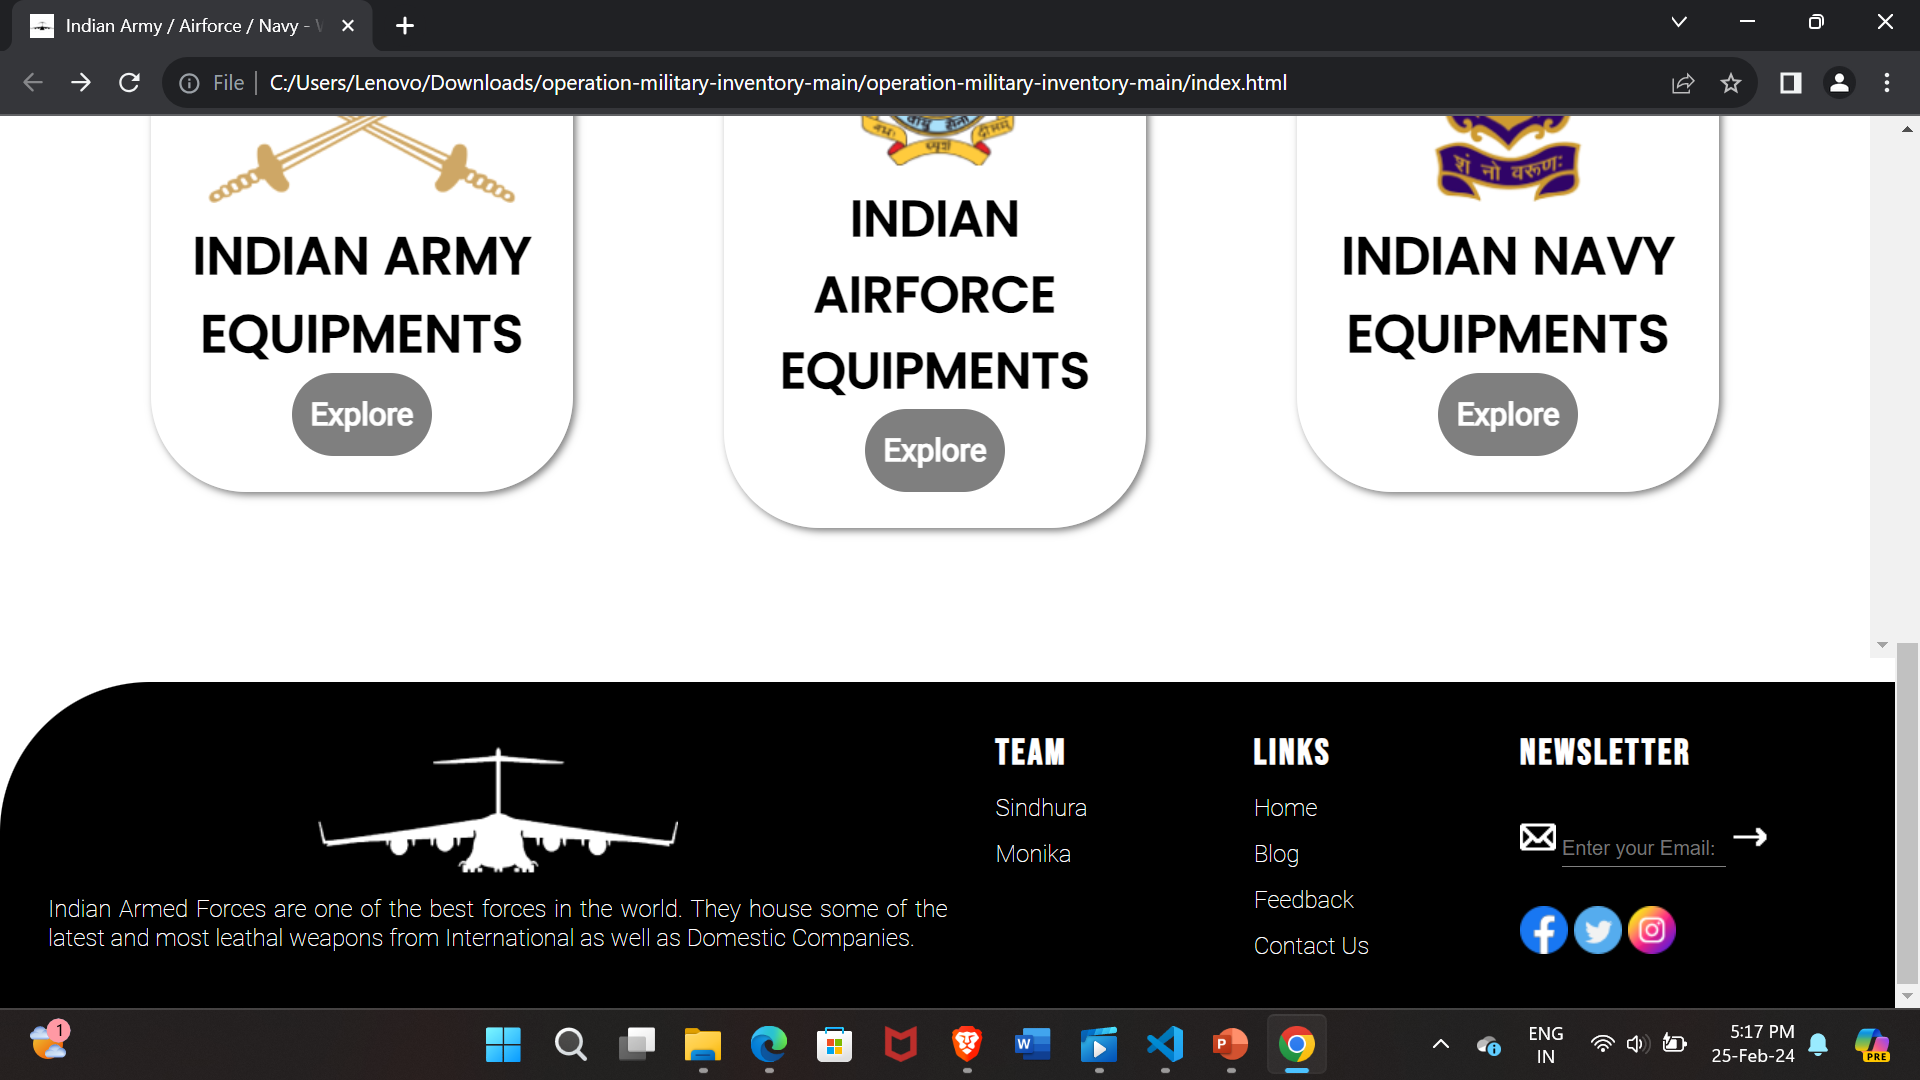 Indian Army / Airforce / Navy -
File
C:/Users/Lenovo/Downloads/operation-military-inventory-main/operation-military-inventory-main/index.html
वायु सेना
शं नो वरूणः
INDIAN ARMY
EQUIPMENTS
Explore
INDIAN
AIRFORCE
EQUIPMENTS
Explore
INDIAN NAVY
EQUIPMENTS
Explore
Indian Armed Forces are one of the best forces in the world. They house some of the
latest and most leathal weapons from International as well as Domestic Companies.
TEAM
Sindhura
Monika
LINKS
Home
Blog
Feedback
Contact Us
NEWSLETTER
Enter your Email:
1
W
P
ENG
IN
5:17 PM
25-Feb-24
PRE